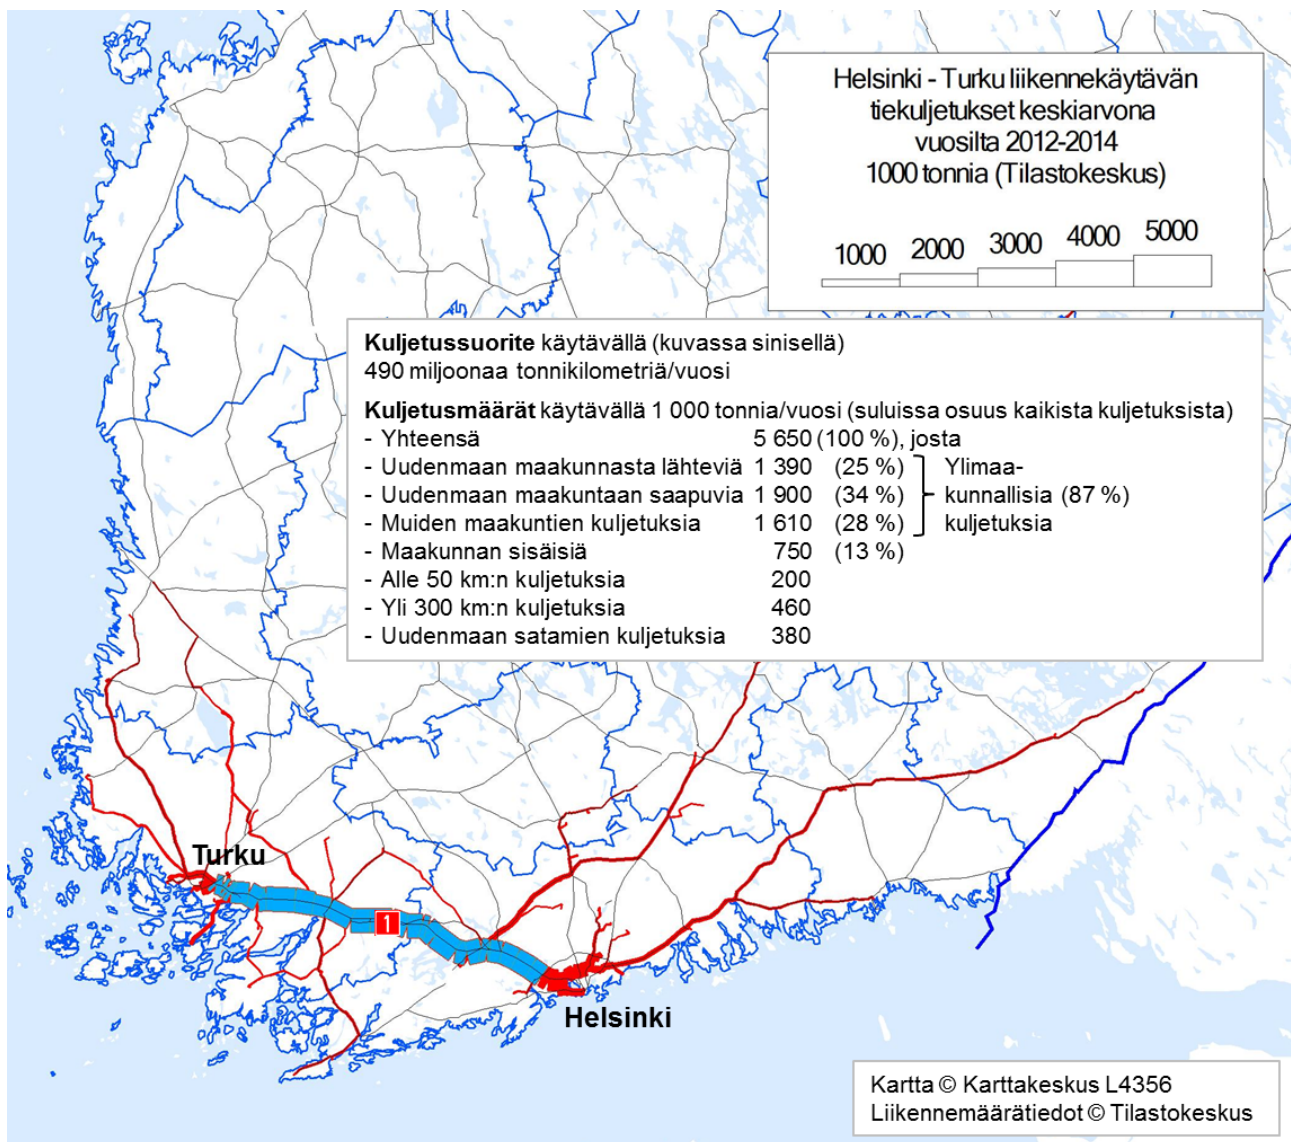 Helsinki - Turku liikennekäytävän
tiekuljetukset keskiarvona
vuosilta 2012-2014
1000 tonnia (Tilastokeskus)
1000 2000 3000 4000 5000
Kuljetussuorite käytävällä (kuvassa sinisellä)
490 miljoonaa tonnikilometriä/vuosi
Kuljetusmäärät käytävällä 1 000 tonnia/vuosi (suluissa osuus kaikista kuljetuksista)
- Yhteensä 5 650 (100 %), josta
- Uudenmaan maakunnasta lähteviä 1 390 (25 %) Ylimaa-
- Uudenmaan maakuntaan saapuvia 1 900 (34 %) kunnallisia (87 %)
- Muiden maakuntien kuljetuksia 1 610 (28 %) kuljetuksia
- Maakunnan sisäisiä 750 (13 %)
- Alle 50 km:n kuljetuksia 200
- Yli 300 km:n kuljetuksia 460
- Uudenmaan satamien kuljetuksia 380
Turku
1
Helsinki
Kartta © Karttakeskus L4356
Liikennemäärätiedot © Tilastokeskus